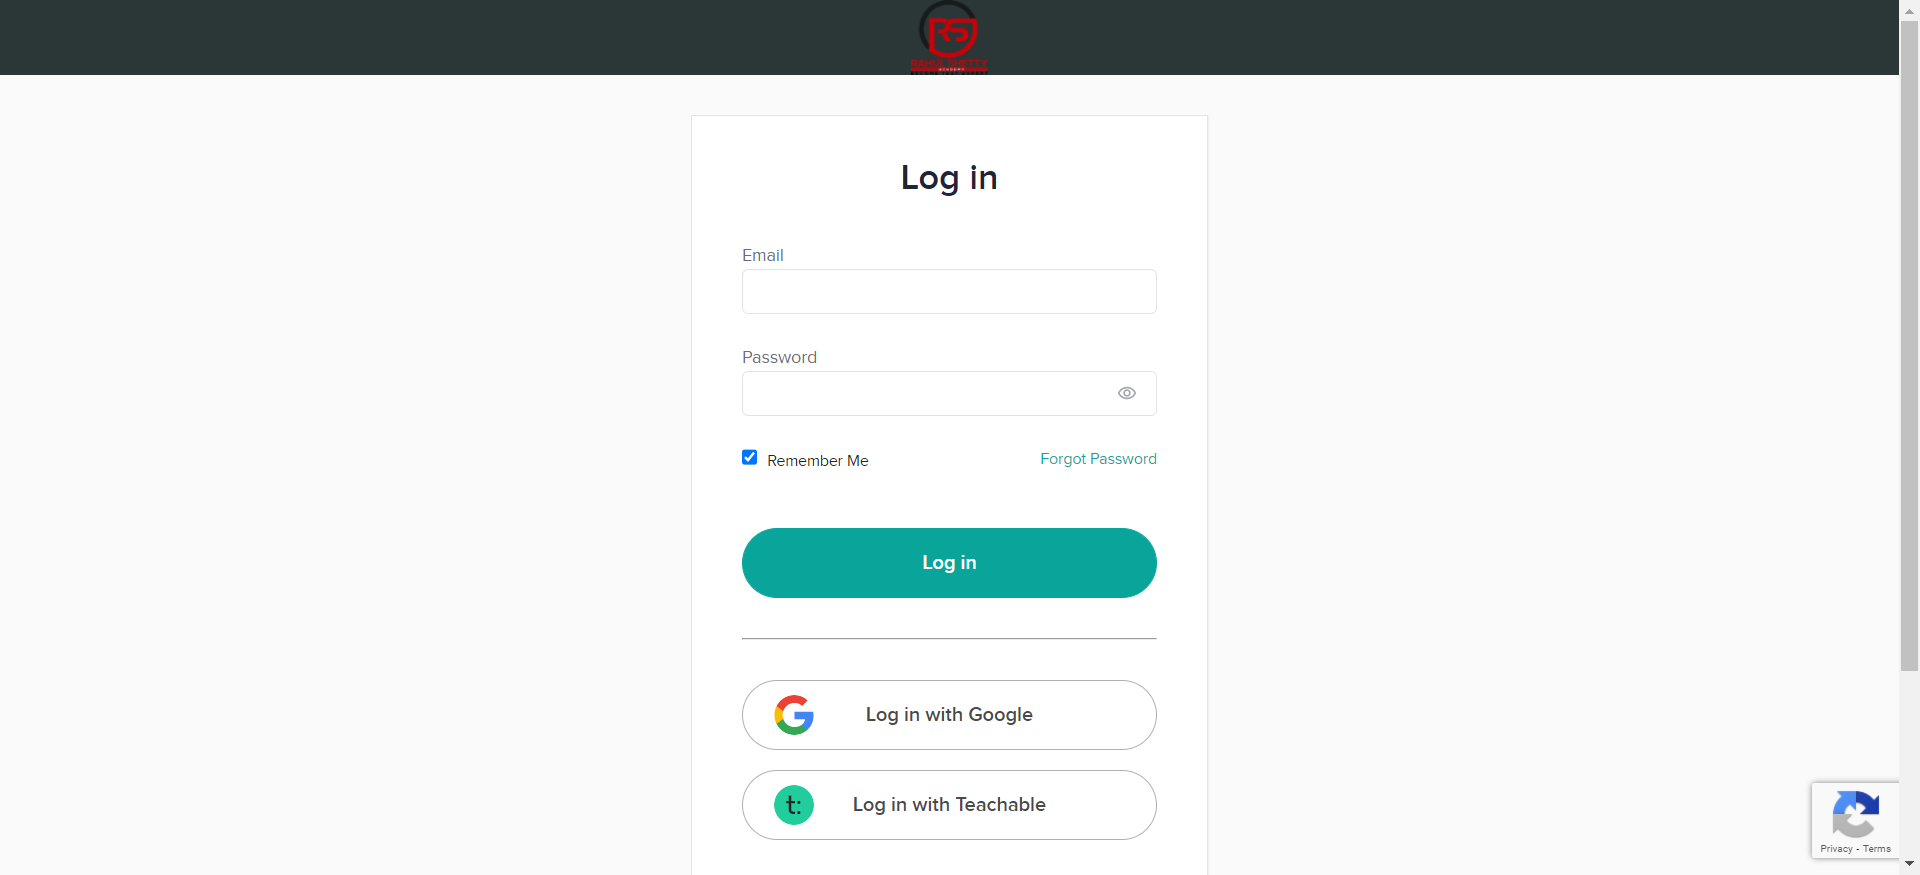 RS
RAHUL SHETTY
ACADEMY
Log in
Email
Password
Remember Me
Forgot Password
Log in
Log in with Google
t:
Log in with Teachable
Privacy - Terms